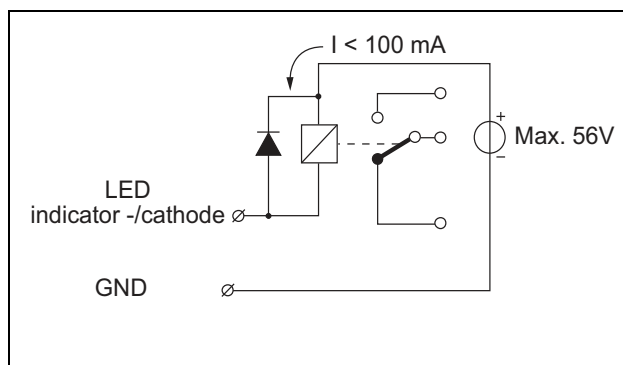 I < 100 mA
+
Max. 56V
−
LED
indicator -/cathode
GND